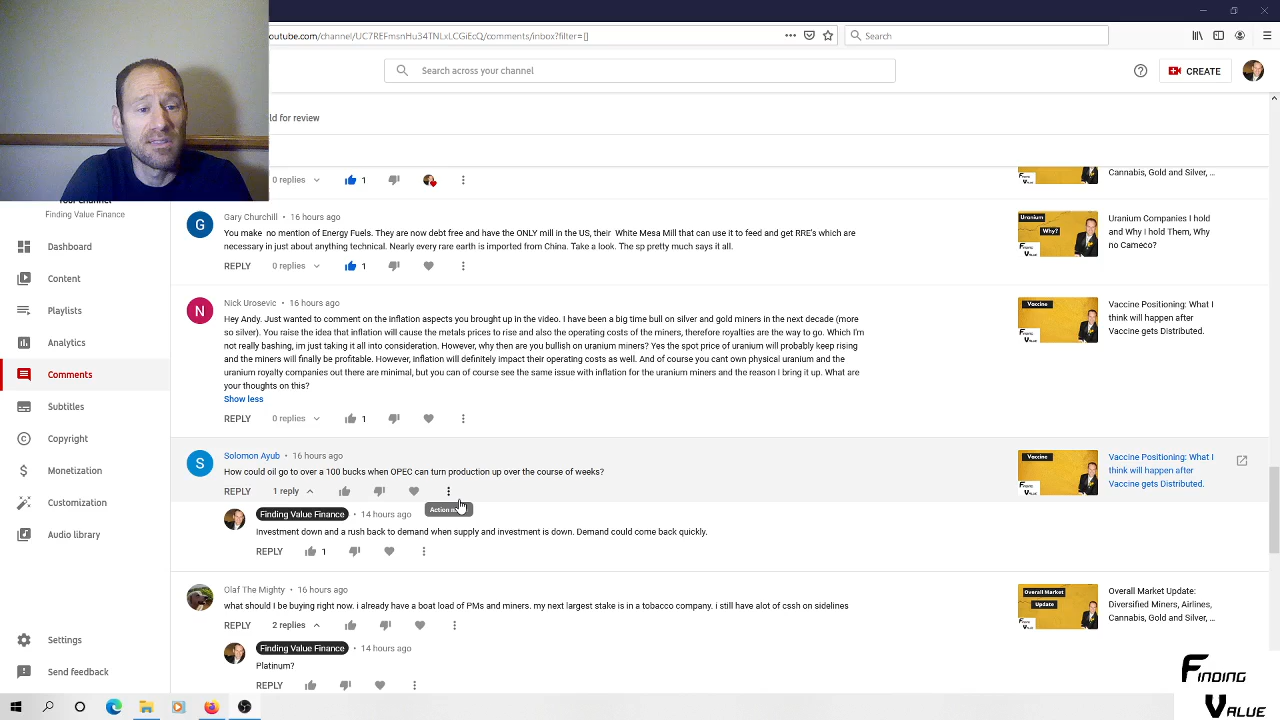 outube.com/channel/UC7REFmsnHu34TNLxLCGiEcQ/comments/inbox?filter=[]
Search
Search across your channel
CREATE
ld for review
0 replies
1
Cannabis, Gold and Silver, ...
Finding Value Finance
Dashboard
Content
Playlists
Analytics
Comments
Subtitles
Copyright
Monetization
Customization
Audio library
Settings
Send feedback
G
Gary Churchill • 16 hours ago
You make no mention of Energy Fuels. They are now debt free and have the ONLY mill in the US, their White Mesa Mill that can use it to feed and get RRE's which are
necessary in just about anything technical. Nearly every rare earth is imported from China. Take a look. The sp pretty much says it all.
REPLY 0 replies 1
Uranium
Why?
Uranium Companies I hold
and Why I hold Them, Why
no Cameco?
N
Nick Urosevic • 16 hours ago
Hey Andy. Just wanted to comment on the inflation aspects you brought up in the video. I have been a big time bull on silver and gold miners in the next decade (more
so silver). You raise the idea that inflation will cause the metals prices to rise and also the operating costs of the miners, therefore royalties are the way to go. Which I'm
not really bashing, im just taking it all into consideration. However, why then are you bullish on uranium miners? Yes the spot price of uranium will probably keep rising
and the miners will finally be profitable. However, inflation will definitely impact their operating costs as well. And of course you cant own physical uranium and the
uranium royalty companies out there are minimal, but you can of course see the same issue with inflation for the uranium miners and the reason I bring it up. What are
your thoughts on this?
Show less
REPLY 0 replies 1
Vaccine
Vaccine Positioning: What I
think will happen after
Vaccine gets Distributed.
S
Solomon Ayub • 16 hours ago
How could oil go to over a 100 bucks when OPEC can turn production up over the course of weeks?
REPLY 1 reply
Vaccine
Vaccine Positioning: What I
think will happen after
Vaccine gets Distributed.
Finding Value Finance • 14 hours ago
Investment down and a rush back to demand when supply and investment is down. Demand could come back quickly.
REPLY 1
Olaf The Mighty • 16 hours ago
what should I be buying right now. i already have a boat load of PMs and miners. my next largest stake is in a tobacco company. i still have alot of cssh on sidelines
REPLY 2 replies
Overall Market
Update
Overall Market Update:
Diversified Miners, Airlines,
Cannabis, Gold and Silver, ...
Finding Value Finance • 14 hours ago
Platinum?
REPLY
Finding
Value